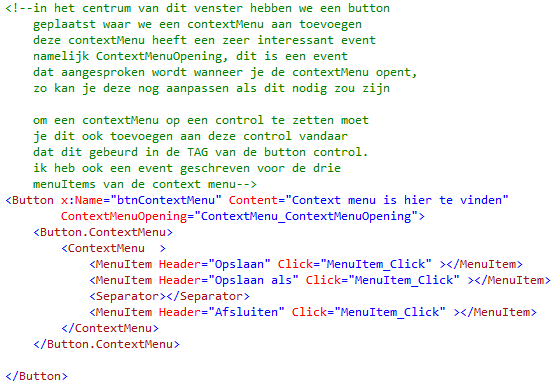 <!--in het centrum van dit venster hebben we een button
geplaatst waar we een contextMenu aan toevoegen
deze contextMenu heeft een zeer interessant event
namelijk ContextMenuOpening, dit is een event
dat aangesproken wordt wanneer je de contextMenu opent,
zo kan je deze nog aanpassen als dit nodig zou zijn
om een contextMenu op een control te zetten moet
je dit ook toevoegen aan deze control vandaar
dat dit gebeurd in de TAG van de button control.
ik heb ook een event geschreven voor de drie
menuItems van de context menu-->
<Button x:Name="btnContextMenu" Content="Context menu is hier te vinden"
ContextMenuOpening="ContextMenu_ContextMenuOpening">
<Button.ContextMenu>
<ContextMenu  >
<MenuItem Header="Opslaan" Click="MenuItem_Click" ></MenuItem>
<MenuItem Header="Opslaan als" Click="MenuItem_Click" ></MenuItem>
<Separator></Separator>
<MenuItem Header="Afsluiten" Click="MenuItem_Click" ></MenuItem>
</ContextMenu>
</Button.ContextMenu>
</Button>